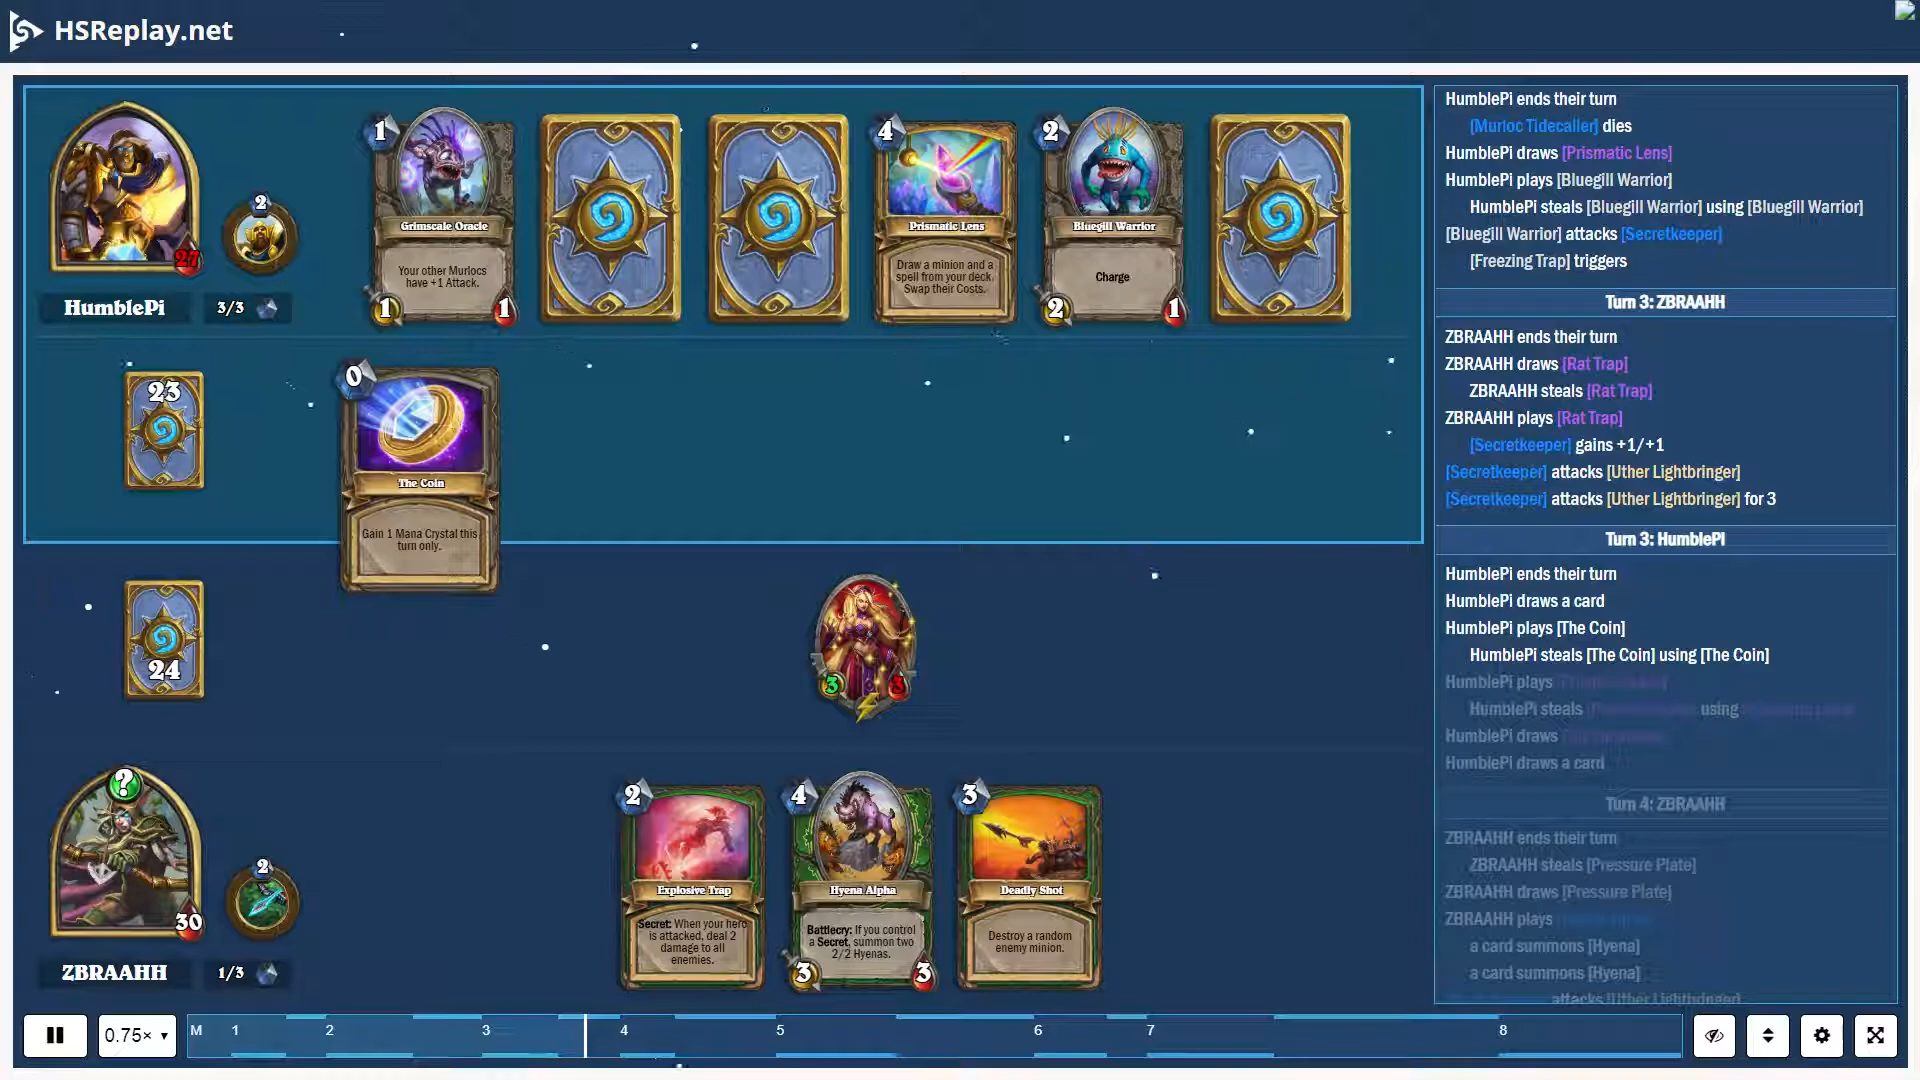 HSReplay.net
HumblePi
3/3
2
27
1
Grimscale Oracle
Your other Murlocs
have +1 Attack.
1
1
4
Prismatic Lens
Draw a minion and a
spell from your deck.
Swap their Costs.
2
Bluegill Warrior
Charge
2
1
23
0
The Coin
Gain 1 Mana Crystal this
turn only.
24
3
3
?
30
2
ZBRAAHH
1/3
2
Explosive Trap
Secret: When your hero
is attacked, deal 2
damage to all
enemies.
4
Hyena Alpha
Battlecry: If you control
a Secret, summon two
2/2 Hyenas.
3
3
3
Deadly Shot
Destroy a random
enemy minion.
HumblePi ends their turn
[Murloc Tidecaller] dies
HumblePi draws [Prismatic Lens]
HumblePi plays [Bluegill Warrior]
HumblePi steals [Bluegill Warrior] using [Bluegill Warrior]
[Bluegill Warrior] attacks [Secretkeeper]
[Freezing Trap] triggers
Turn 3: ZBRAAHH
ZBRAAHH ends their turn
ZBRAAHH draws [Rat Trap]
ZBRAAHH steals [Rat Trap]
ZBRAAHH plays [Rat Trap]
[Secretkeeper] gains +1/+1
[Secretkeeper] attacks [Uther Lightbringer]
[Secretkeeper] attacks [Uther Lightbringer] for 3
Turn 3: HumblePi
HumblePi ends their turn
HumblePi draws a card
HumblePi plays [The Coin]
HumblePi steals [The Coin] using [The Coin]
HumblePi plays
HumblePi steals using
HumblePi draws
HumblePi draws a card
Turn 4: ZBRAAHH
ZBRAAHH ends their turn
ZBRAAHH steals [Pressure Plate]
ZBRAAHH draws [Pressure Plate]
ZBRAAHH plays
a card summons [Hyena]
a card summons [Hyena]
attacks [Uther Lightbringer]
0.75×
M 1 2 3 4 5 6 7 8